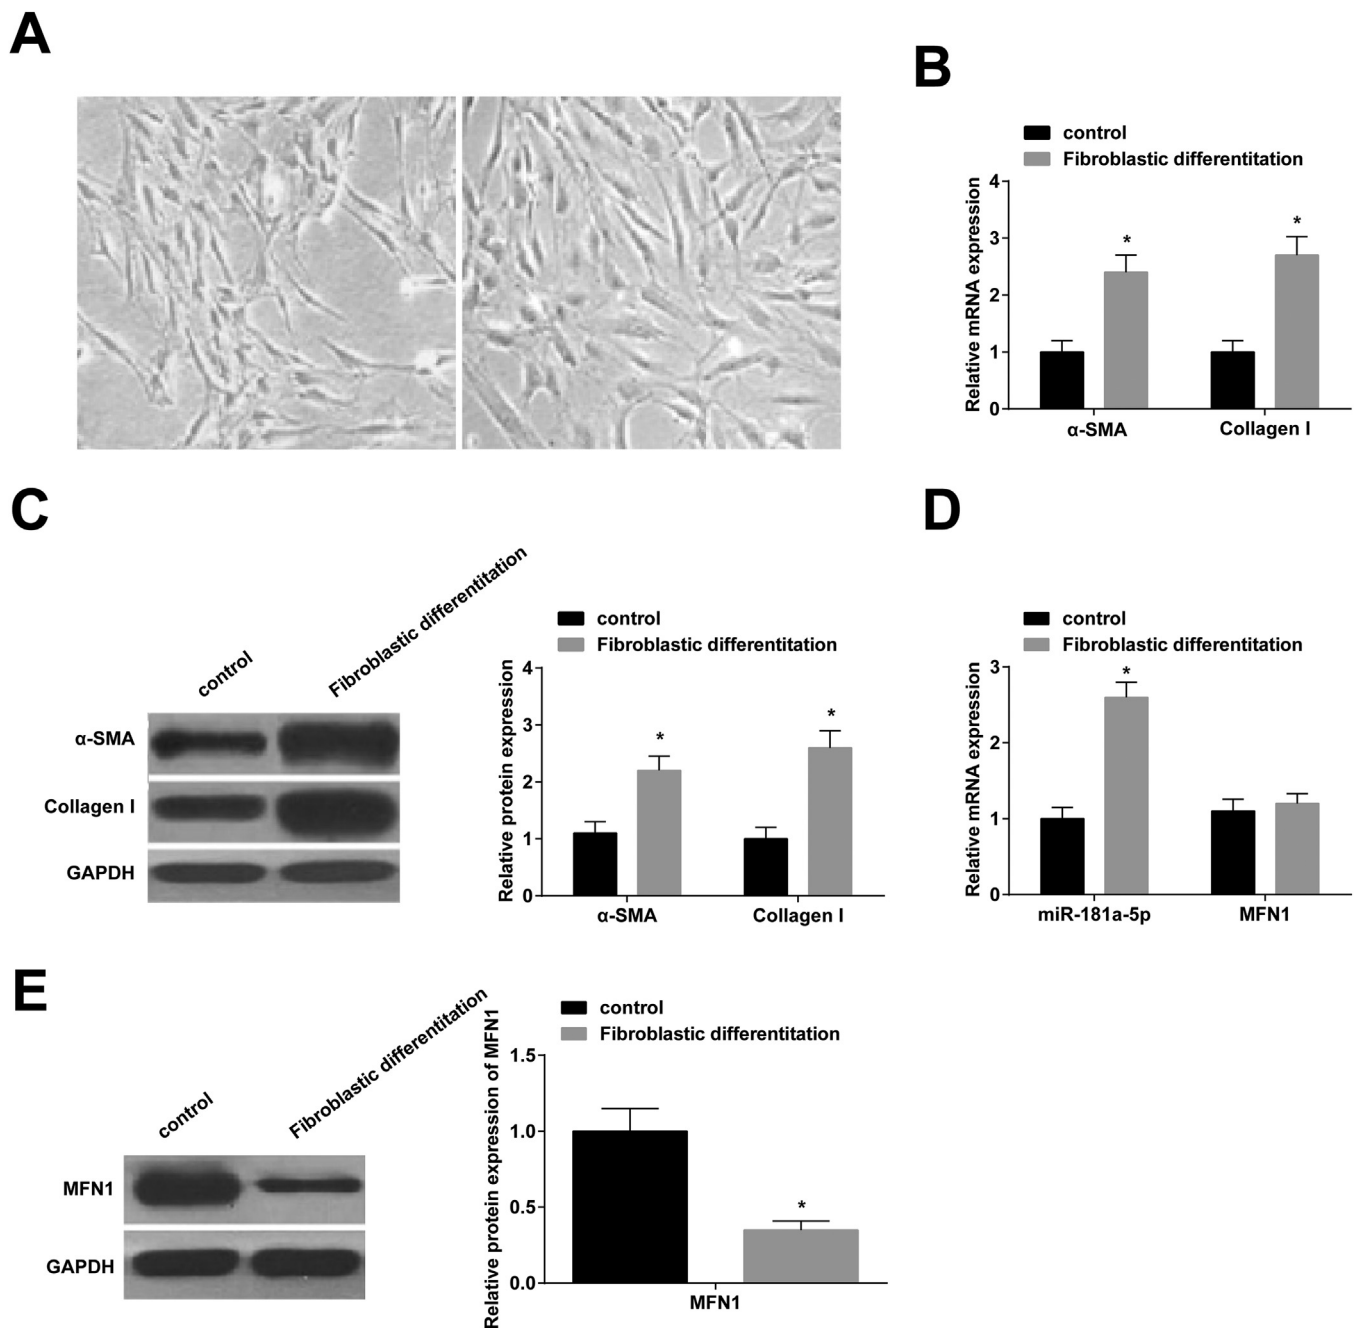 A
B
control
Fibroblastic differentitation
Relative mRNA expression
4
3
2
1
0
*
*
α-SMA
Collagen I
C
control
Fibroblastic differentitation
α-SMA
Collagen I
GAPDH
control
Fibroblastic differentitation
Relative protein expression
4
3
2
1
0
*
*
α-SMA
Collagen I
D
control
Fibroblastic differentitation
Relative mRNA expression
3
2
1
0
*
miR-181a-5p
MFN1
E
control
Fibroblastic differentitation
MFN1
GAPDH
control
Fibroblastic differentitation
Relative protein expression of MFN1
1.5
1.0
0.5
0.0
*
MFN1